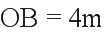 OB = 4m